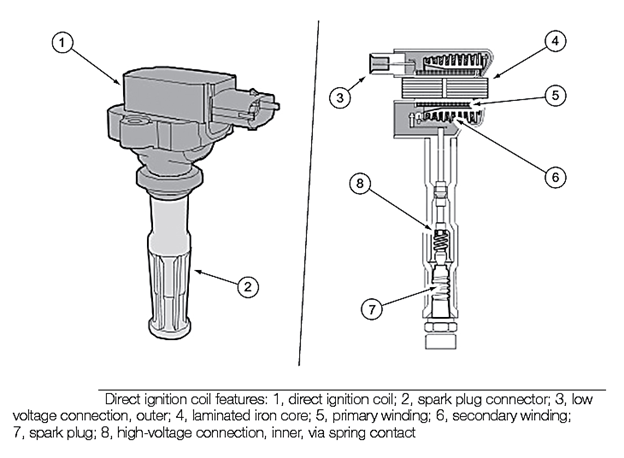 1
4
3
5
6
8
2
7
Direct ignition coil features: 1, direct ignition coil; 2, spark plug connector; 3, low
voltage connection, outer; 4, laminated iron core; 5, primary winding; 6, secondary winding;
7, spark plug; 8, high-voltage connection, inner, via spring contact